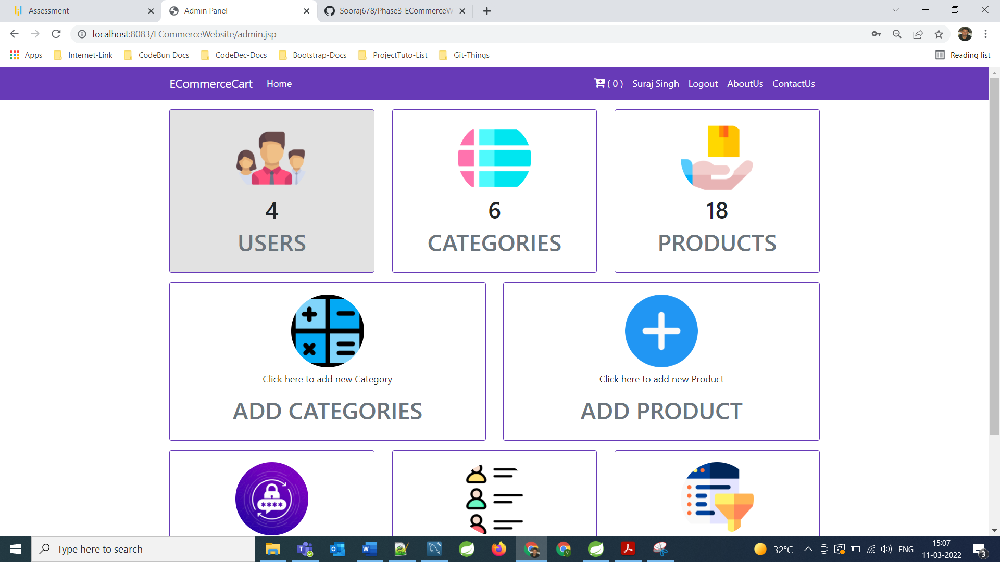 Assessment
Admin Panel
Sooraj678/Phase3-ECommerceW
localhost:8083/ECommerceWebsite/admin.jsp
Apps
Internet-Link
CodeBun Docs
CodeDec-Docs
Bootstrap-Docs
ProjectTuto-List
Git-Things
Reading list
ECommerceCart
Home
( 0 )
Suraj Singh
Logout
AboutUs
ContactUs
4
USERS
6
CATEGORIES
18
PRODUCTS
Click here to add new Category
ADD CATEGORIES
Click here to add new Product
ADD PRODUCT
****
Type here to search
32°C
ENG
15:07
11-03-2022
3